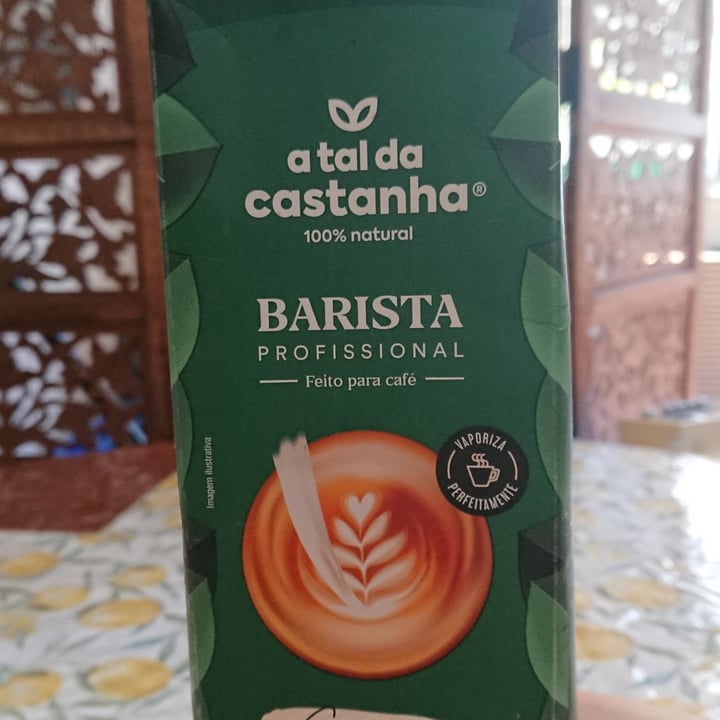 a tal da
castanha®
100% natural
BARISTA
PROFISSIONAL
Feito para café
VAPORIZA
PERFEITAMENTE
Imagem ilustrativa